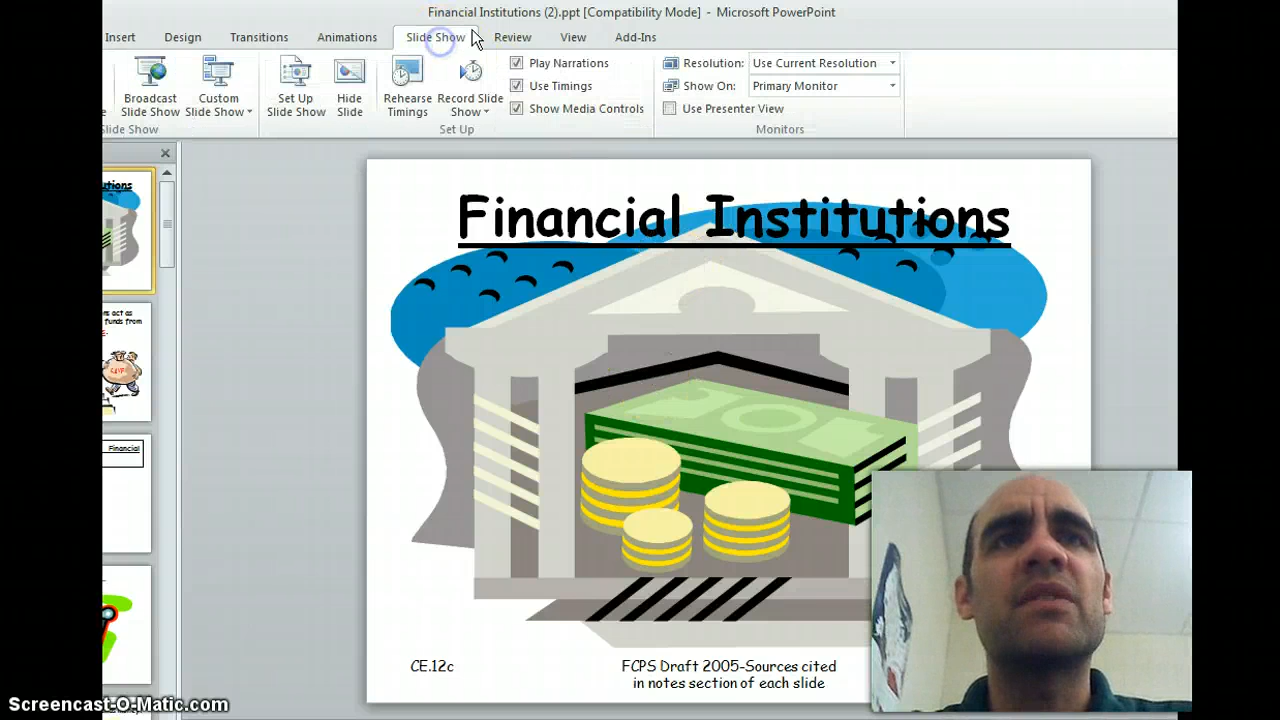 Financial Institutions (2).ppt [Compatibility Mode] - Microsoft PowerPoint
Insert Design Transitions Animations Slide Show Review View Add-Ins
Broadcast Slide Show
Custom Slide Show
Set Up Slide Show
Hide Slide
Rehearse Timings
Record Slide Show
Play Narrations
Use Timings
Show Media Controls
Resolution: Use Current Resolution
Show On: Primary Monitor
Use Presenter View
Slide Show
Set Up
Monitors
Financial Institutions
CE.12c
FCPS Draft 2005-Sources cited
in notes section of each slide
Financial
Screencast-O-Matic.com